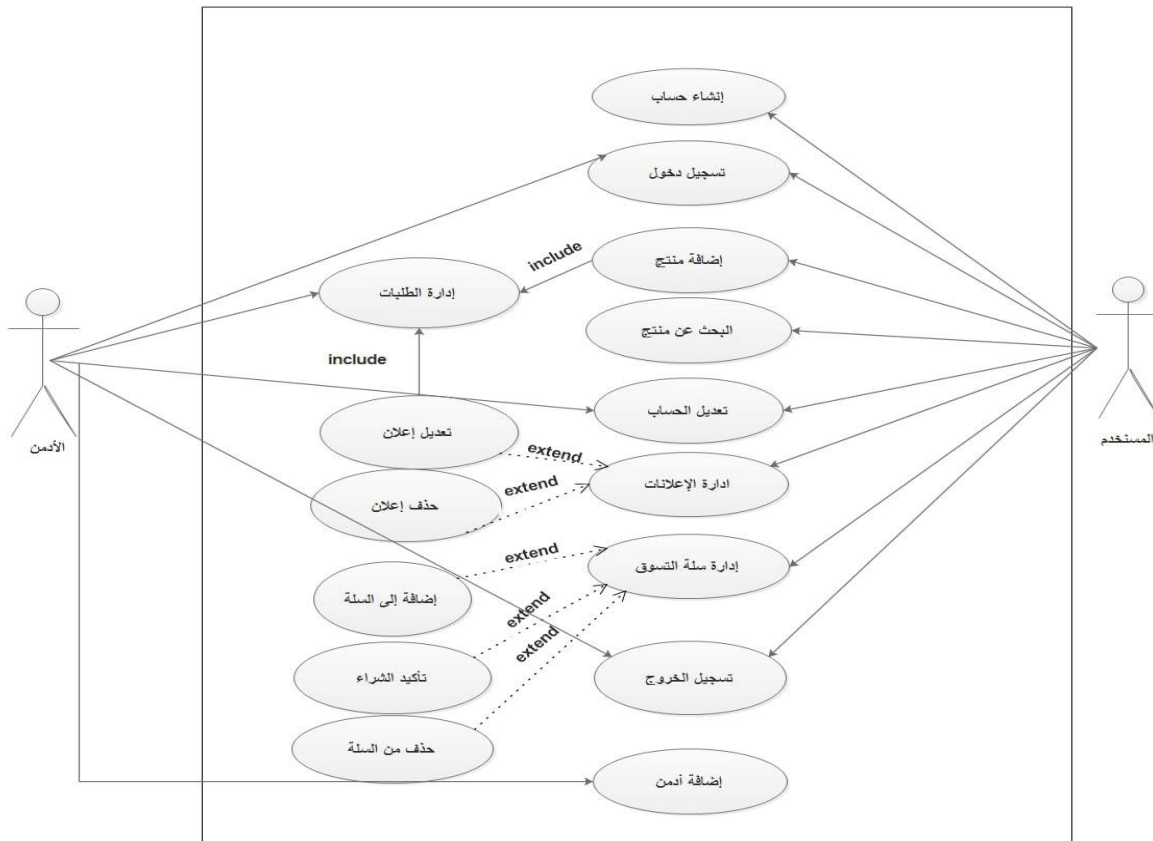 إنشاء حساب
تسجيل دخول
include
إضافة منتج
إدارة الطلبات
البحث عن منتج
include
تعديل الحساب
تعديل إعلان
الأدمن
المستخدم
extend
ادارة الإعلانات
extend
حذف إعلان
extend
إدارة سلة التسوق
إضافة إلى السلة
extend
extend
تأكيد الشراء
تسجيل الخروج
حذف من السلة
إضافة أدمن